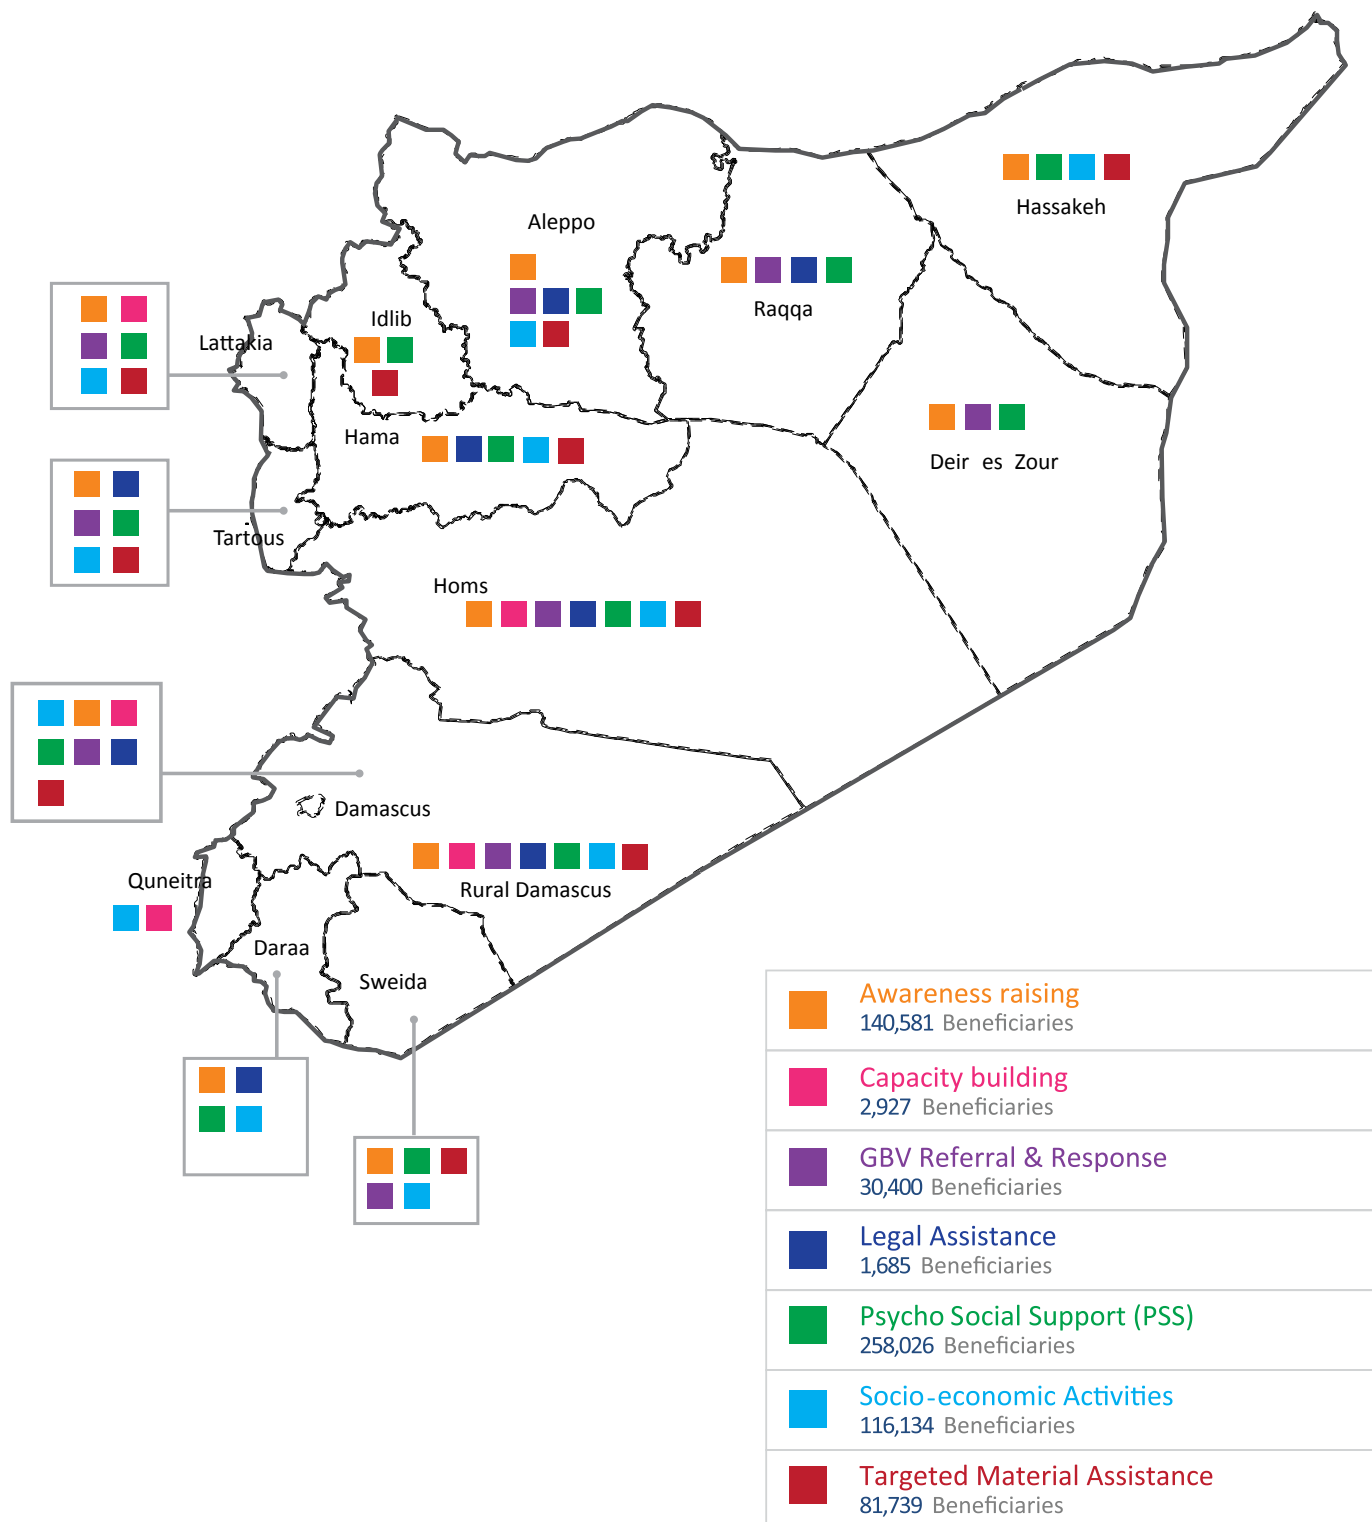 Hassakeh
Aleppo
Raqqa
Idlib
Lattakia
Hama
Deir es Zour
Tartous
Homs
Damascus
Quneitra
Rural Damascus
Daraa
Sweida
Awareness raising
140,581 Beneficiaries
Capacity building
2,927 Beneficiaries
GBV Referral & Response
30,400 Beneficiaries
Legal Assistance
1,685 Beneficiaries
Psycho Social Support (PSS)
258,026 Beneficiaries
Socio-economic Activities
116,134 Beneficiaries
Targeted Material Assistance
81,739 Beneficiaries